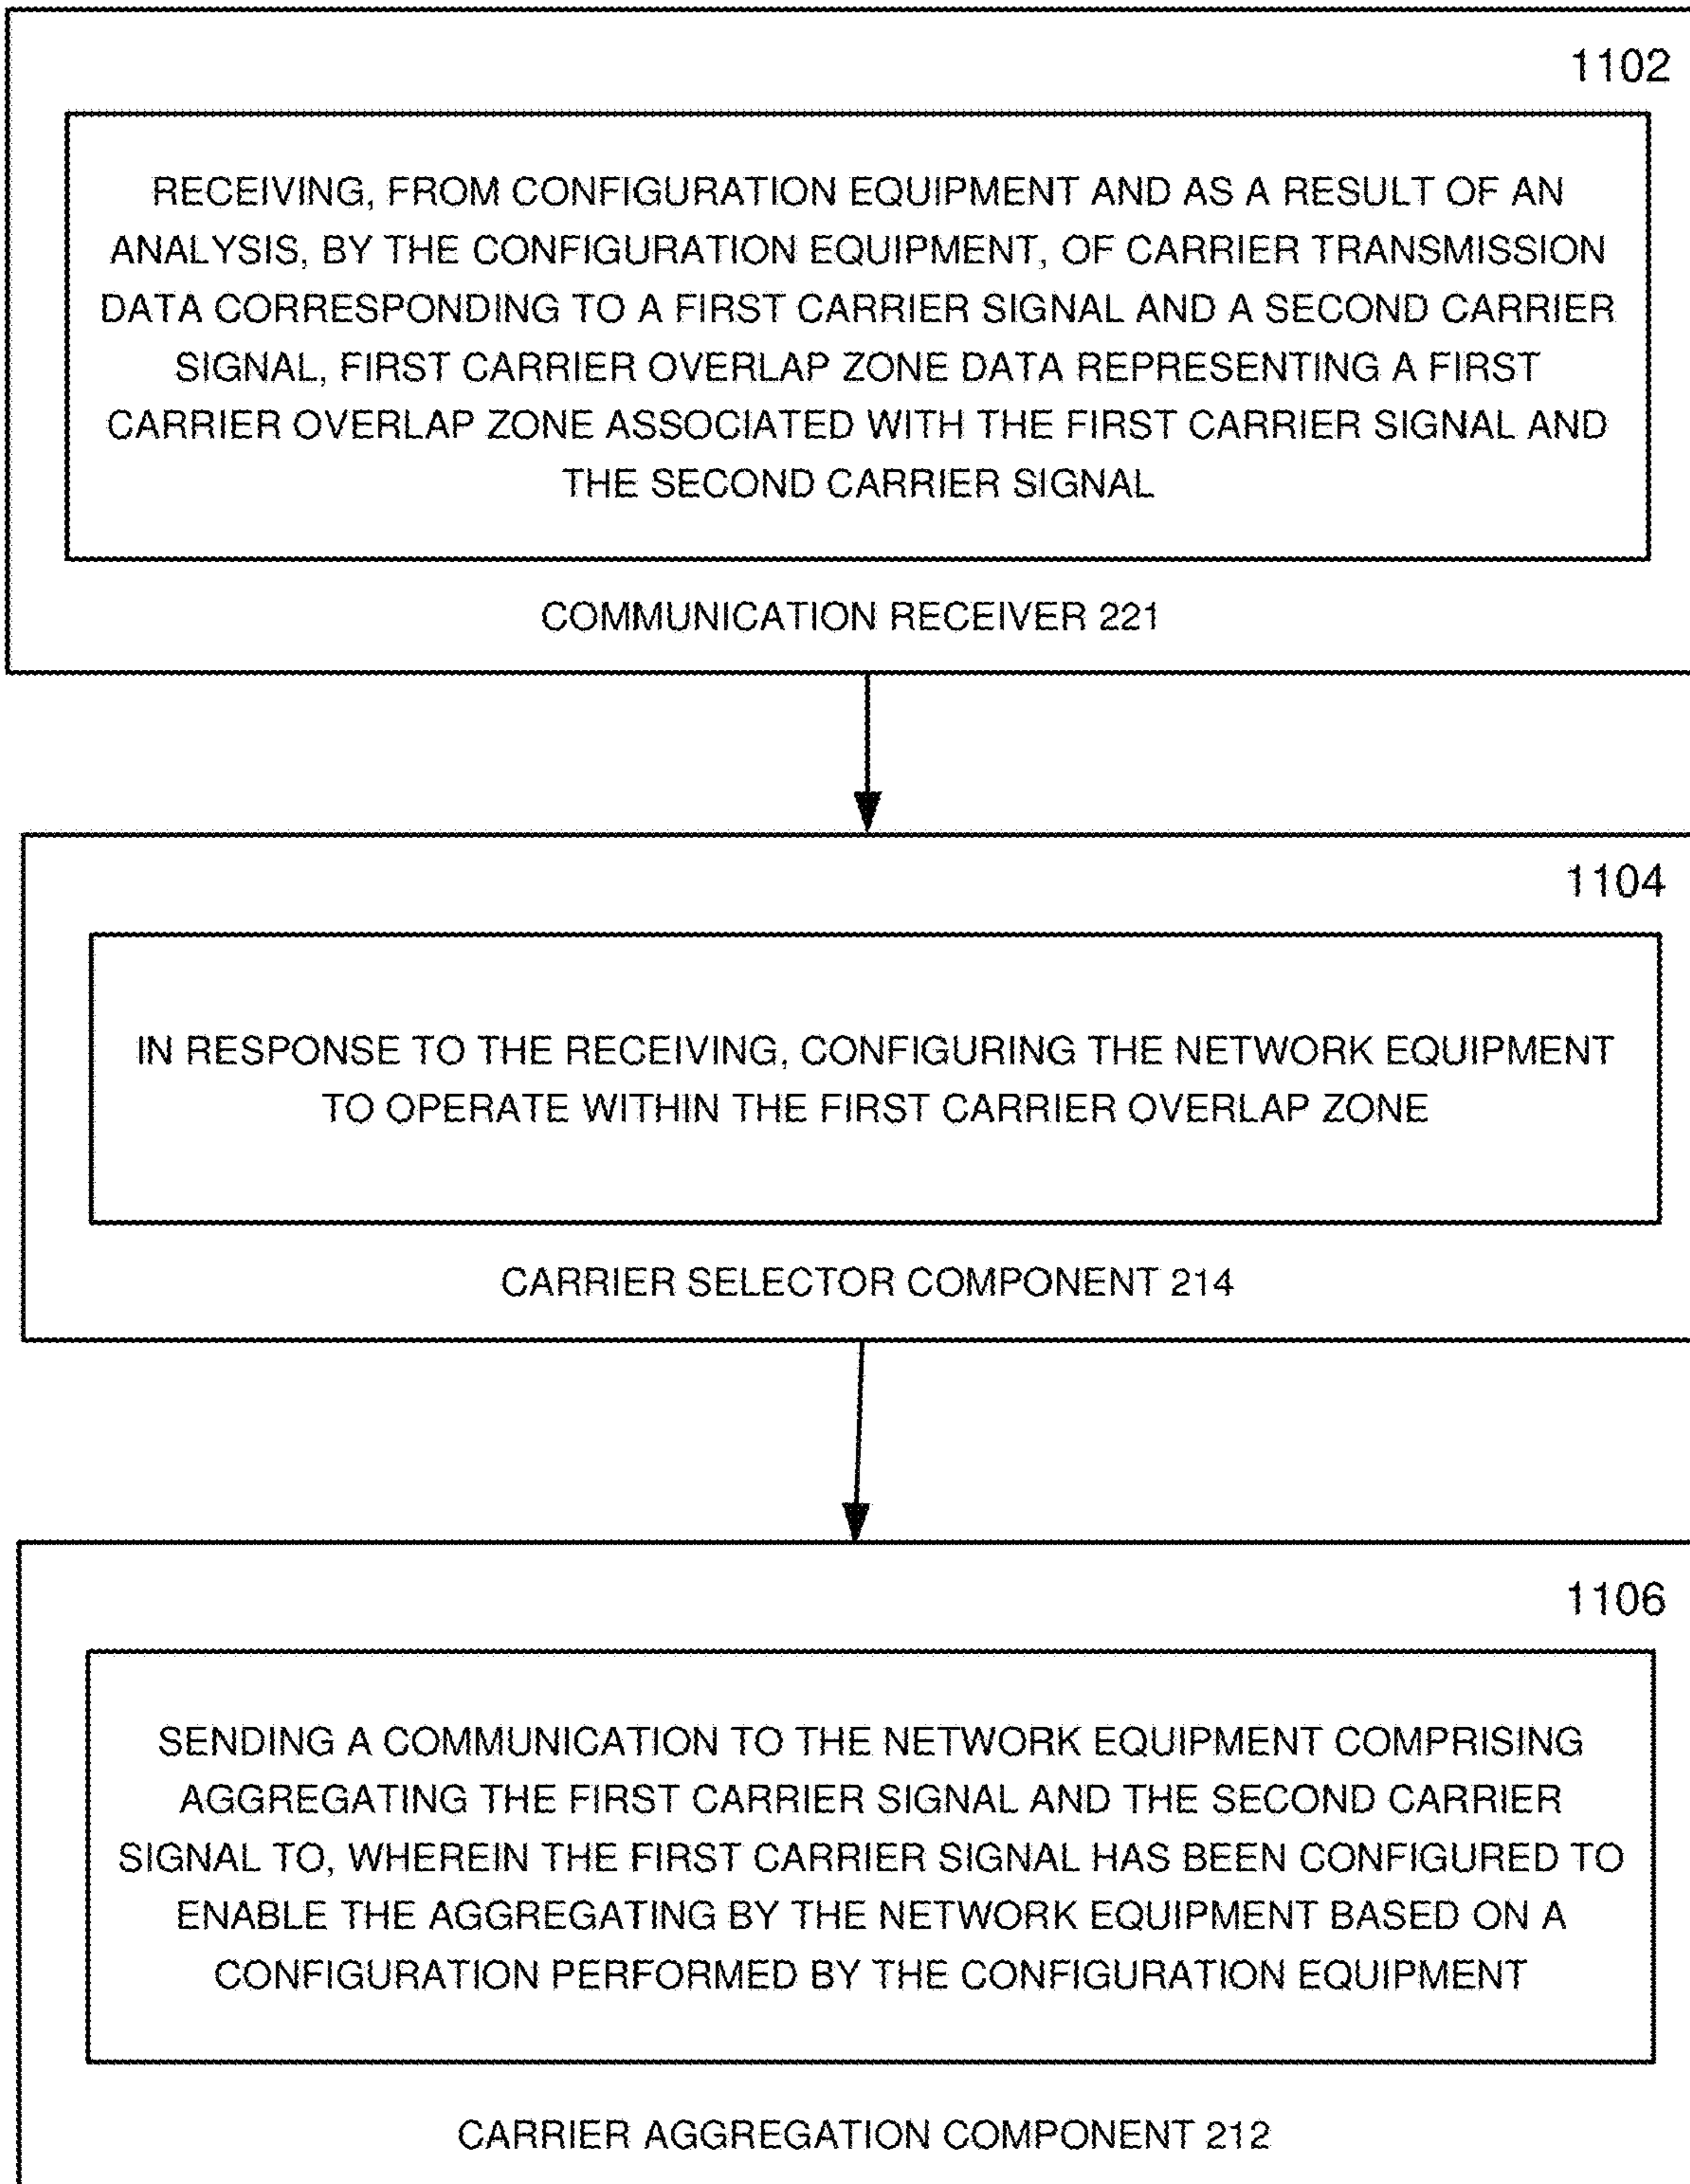 1102
RECEIVING, FROM CONFIGURATION EQUIPMENT AND AS A RESULT OF AN
ANALYSIS, BY THE CONFIGURATION EQUIPMENT, OF CARRIER TRANSMISSION
DATA CORRESPONDING TO A FIRST CARRIER SIGNAL AND A SECOND CARRIER
SIGNAL, FIRST CARRIER OVERLAP ZONE DATA REPRESENTING A FIRST
CARRIER OVERLAP ZONE ASSOCIATED WITH THE FIRST CARRIER SIGNAL AND
THE SECOND CARRIER SIGNAL
COMMUNICATION RECEIVER 221
1104
IN RESPONSE TO THE RECEIVING, CONFIGURING THE NETWORK EQUIPMENT
TO OPERATE WITHIN THE FIRST CARRIER OVERLAP ZONE
CARRIER SELECTOR COMPONENT 214
1106
SENDING A COMMUNICATION TO THE NETWORK EQUIPMENT COMPRISING
AGGREGATING THE FIRST CARRIER SIGNAL AND THE SECOND CARRIER
SIGNAL TO, WHEREIN THE FIRST CARRIER SIGNAL HAS BEEN CONFIGURED TO
ENABLE THE AGGREGATING BY THE NETWORK EQUIPMENT BASED ON A
CONFIGURATION PERFORMED BY THE CONFIGURATION EQUIPMENT
CARRIER AGGREGATION COMPONENT 212